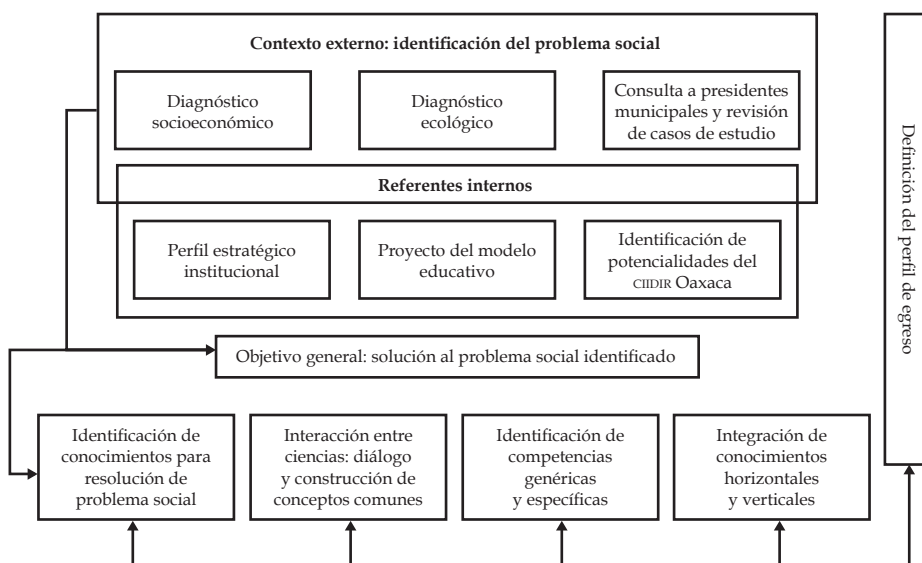 Contexto externo: identificación del problema social
Diagnóstico
socioeconómico
Diagnóstico
ecológico
Consulta a presidentes
municipales y revisión
de casos de estudio
Referentes internos
Perfil estratégico
institucional
Proyecto del modelo
educativo
Identificación de
potencialidades del
CIIDIR Oaxaca
Objetivo general: solución al problema social identificado
Identificación de
conocimientos para
resolución de
problema social
Interacción entre
ciencias: diálogo
y construcción de
conceptos comunes
Identificación de
competencias
genéricas
y específicas
Integración de
conocimientos
horizontales
y verticales
Definición del perfil de egreso